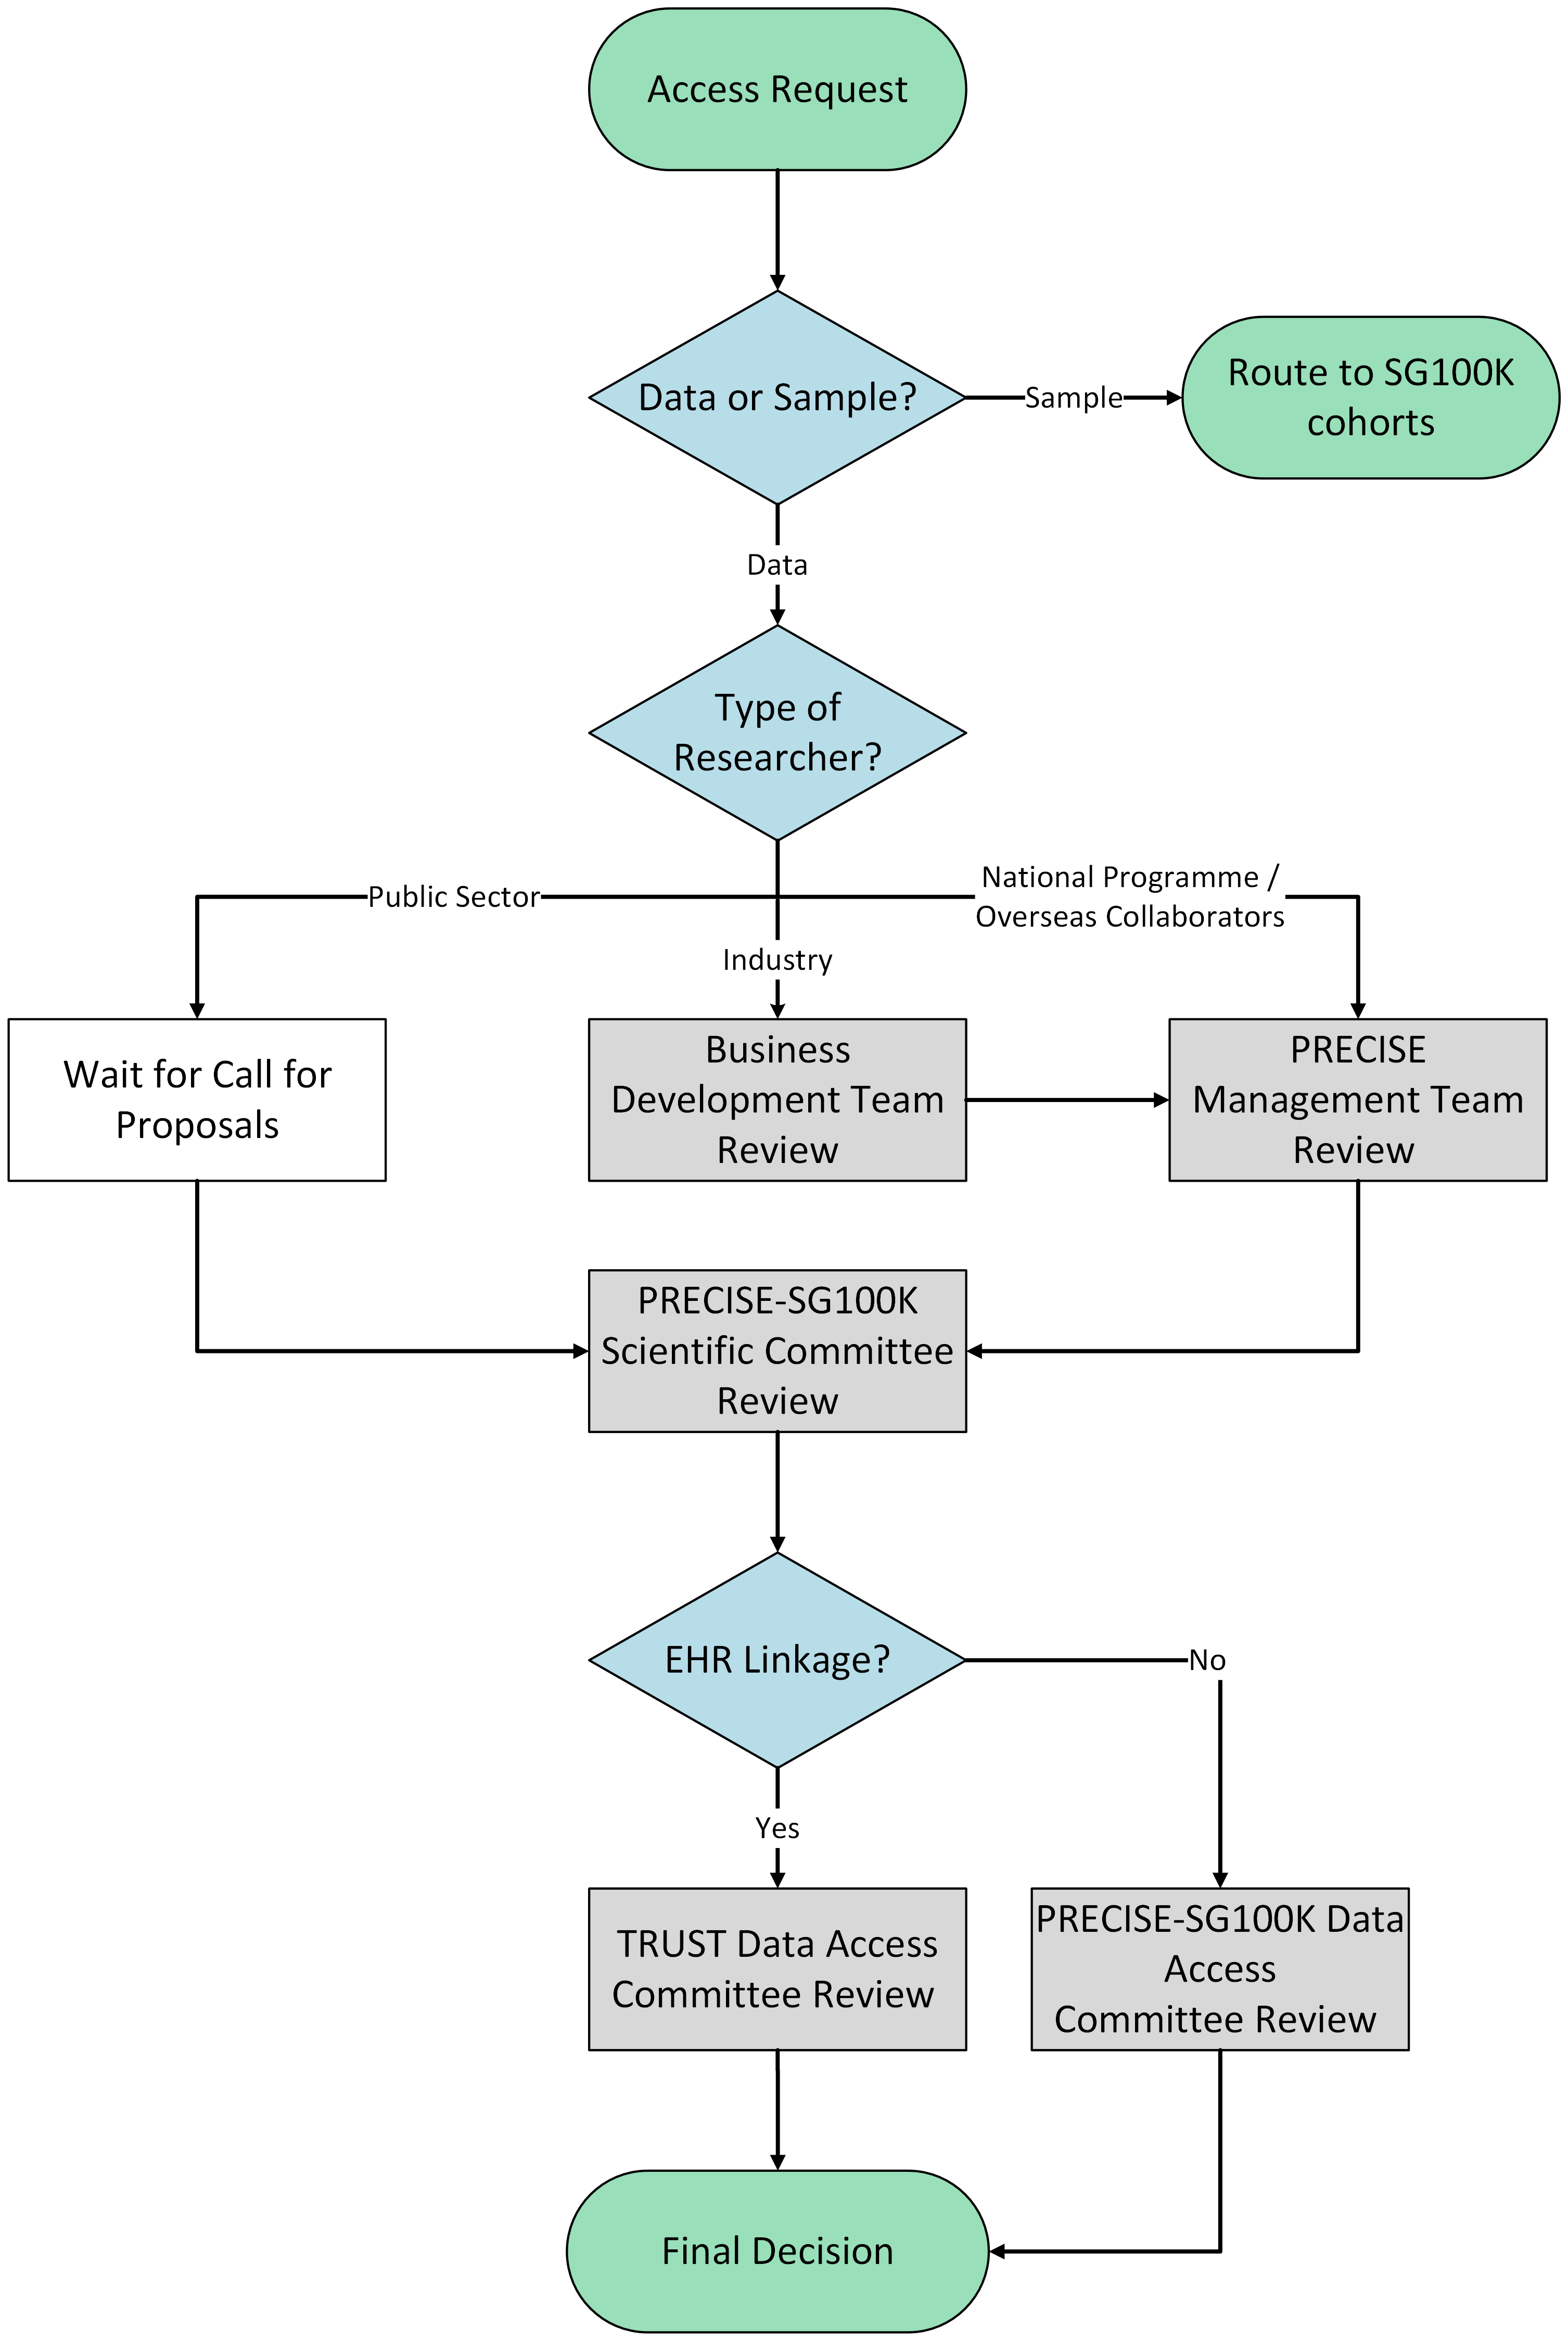 Access Request
Data or Sample?
Sample
Route to SG100K
cohorts
Data
Type of
Researcher?
Public Sector
National Programme /
Overseas Collaborators
Industry
Wait for Call for
Proposals
Business
Development Team
Review
PRECISE
Management Team
Review
PRECISE-SG100K
Scientific Committee
Review
EHR Linkage?
No
Yes
TRUST Data Access
Committee Review
PRECISE-SG100K Data
Access
Committee Review
Final Decision